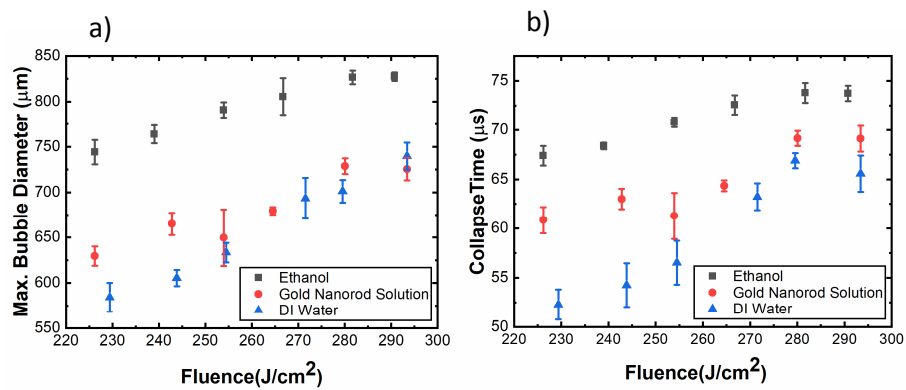 a)
850
800
750
700
650
600
550
220
230
240
250
260
270
280
290
300
Max. Bubble Diameter (μm)
Fluence(J/cm²)
Ethanol
Gold Nanorod Solution
DI Water
b)
75
70
65
60
55
50
220
230
240
250
260
270
280
290
300
CollapseTime (μs)
Fluence(J/cm²)
Ethanol
Gold Nanorod Solution
DI Water